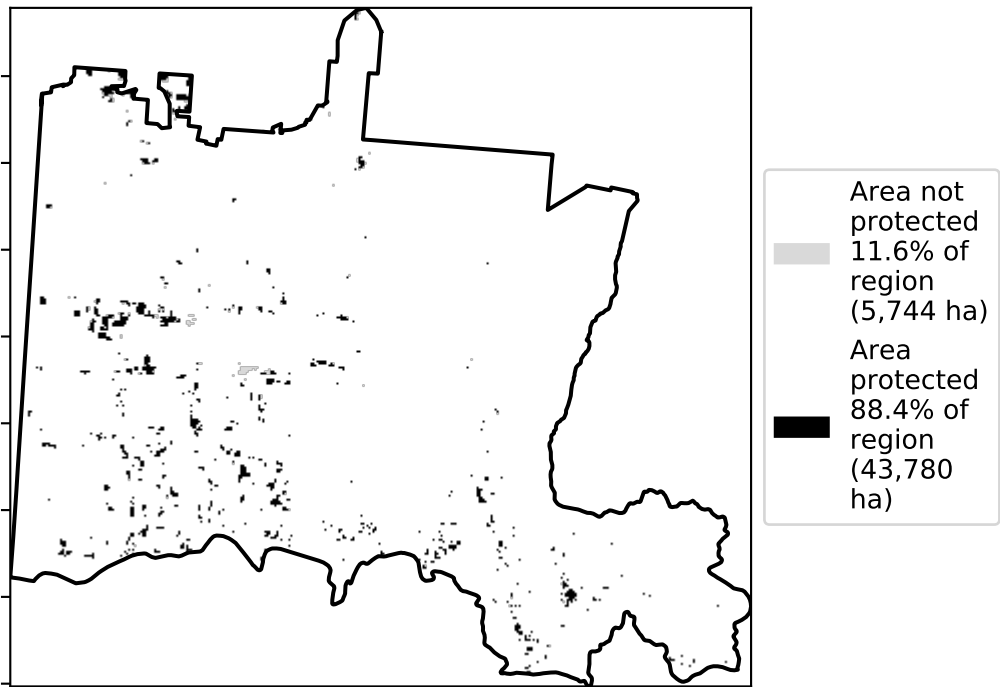 Area not
protected
11.6% of
region
(5,744 ha)
Area
protected
88.4% of
region
(43,780
ha)